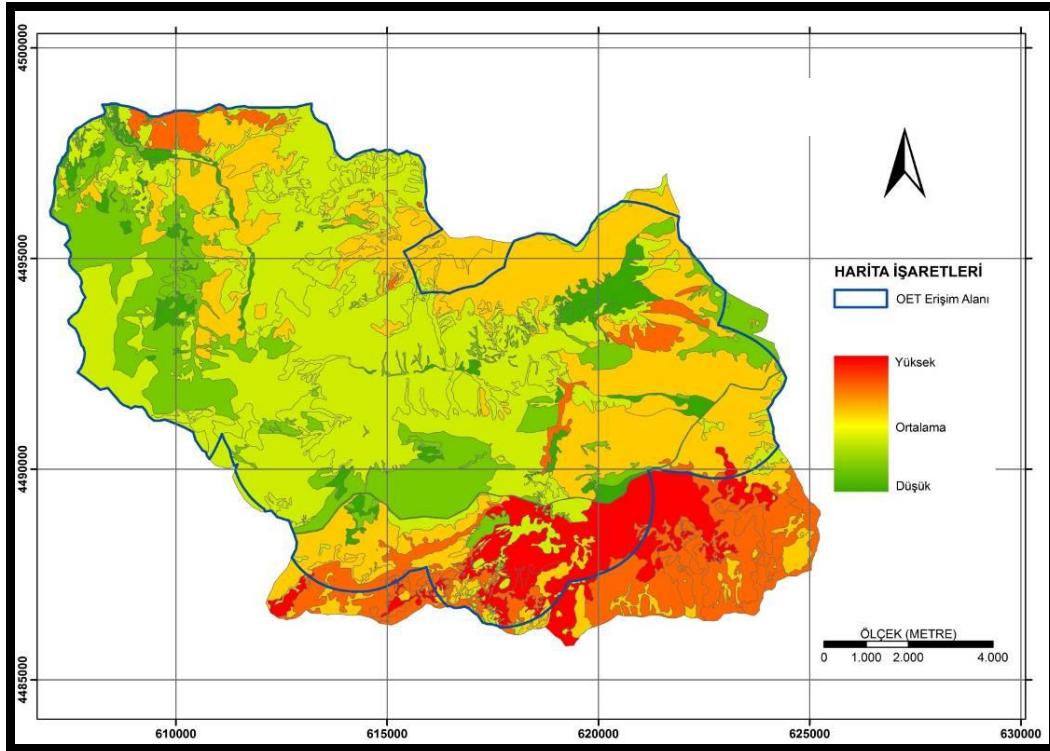 4500000
4495000
4490000
4485000
HARİTA İŞARETLERİ
OET Erişim Alanı
Yüksek
Ortalama
Düşük
ÖLÇEK (METRE)
0 1.000 2.000 4.000
610000 615000 620000 625000 630000